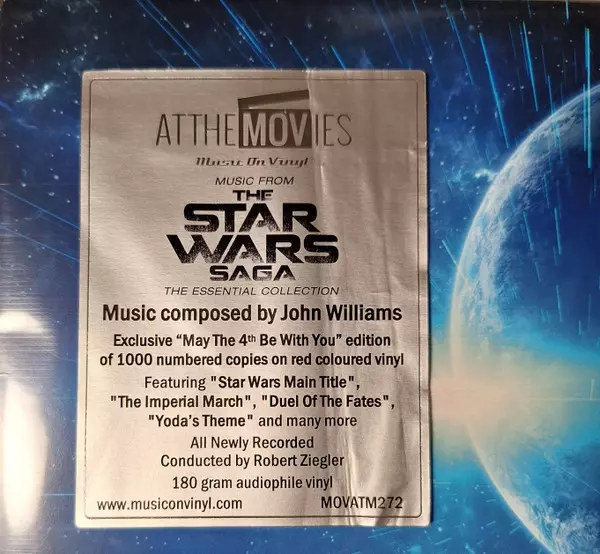 AT THE MOVIES
Music On Vinyl
MUSIC FROM
THE
STAR
WARS
SAGA
THE ESSENTIAL COLLECTION
Music composed by John Williams
Exclusive “May The 4th Be With You” edition
of 1000 numbered copies on red coloured vinyl
Featuring "Star Wars Main Title",
"The Imperial March", "Duel Of The Fates",
"Yoda's Theme" and many more
All Newly Recorded
Conducted by Robert Ziegler
180 gram audiophile vinyl
www.musiconvinyl.com MOVATM272